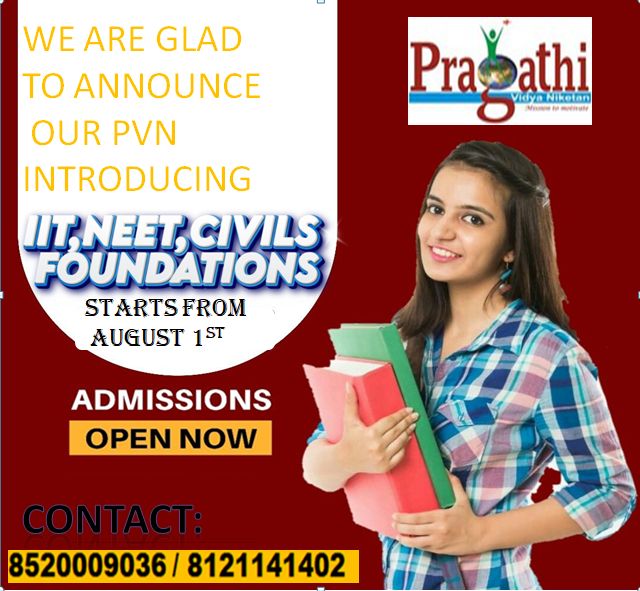 WE ARE GLAD
TO ANNOUNCE
OUR PVN
INTRODUCING
IIT,NEET,CIVILS
FOUNDATIONS
STARTS FROM
AUGUST 1ST
ADMISSIONS
OPEN NOW
CONTACT:
8520009036 / 8121141402
Pragathi
Vidya Niketan
Mission to motivate